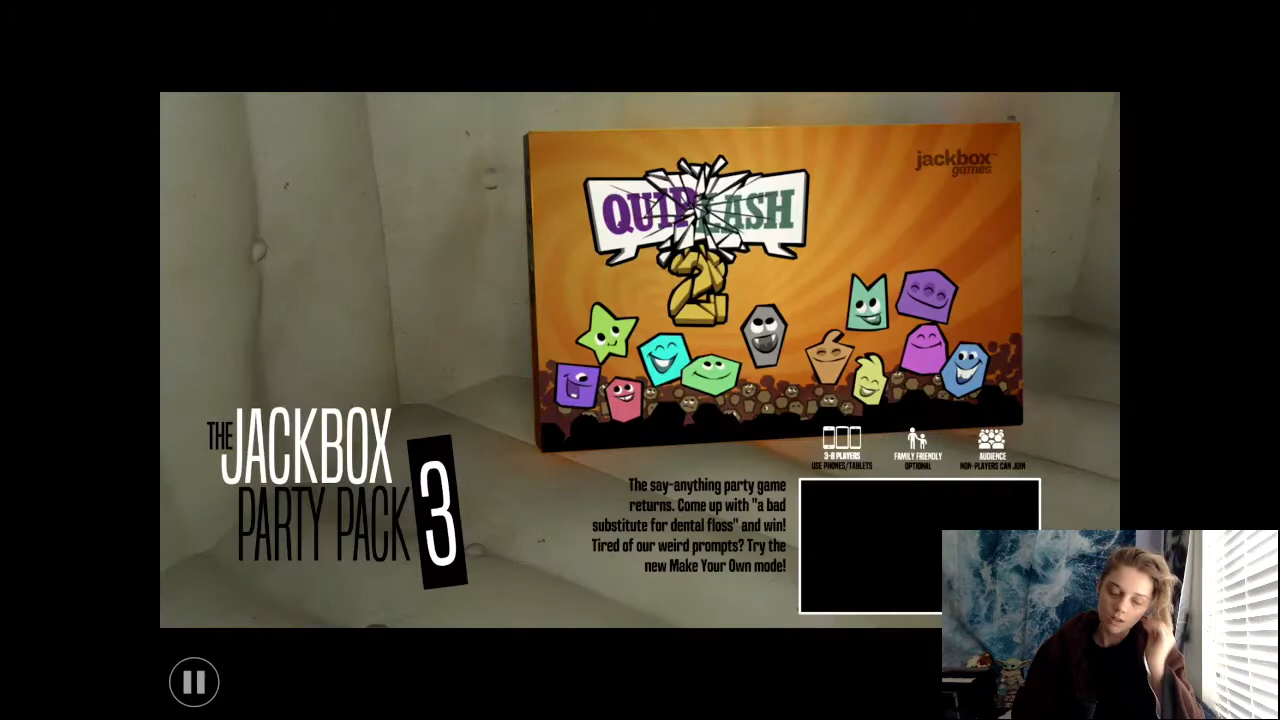 jackbox
games
QUIPLASH
2
THE JACKBOX
PARTY PACK 3
3-8 PLAYERS
USE PHONES/TABLETS
FAMILY FRIENDLY
OPTIONAL
AUDIENCE
NON-PLAYERS CAN JOIN
The say-anything party game
returns. Come up with "a bad
substitute for dental floss" and win!
Tired of our weird prompts? Try the
new Make Your Own mode!